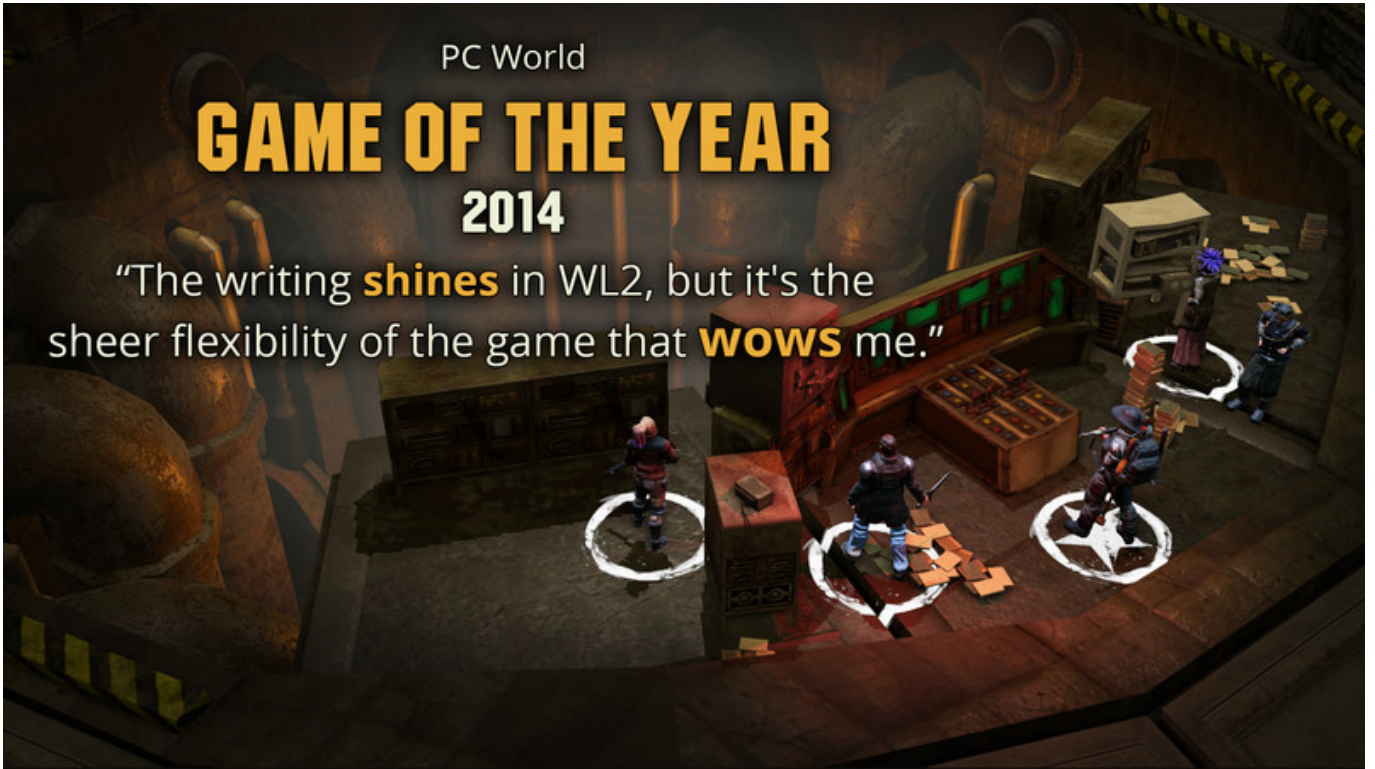 PC World
GAME OF THE YEAR
2014
“The writing shines in WL2, but it's the
sheer flexibility of the game that wows me.”